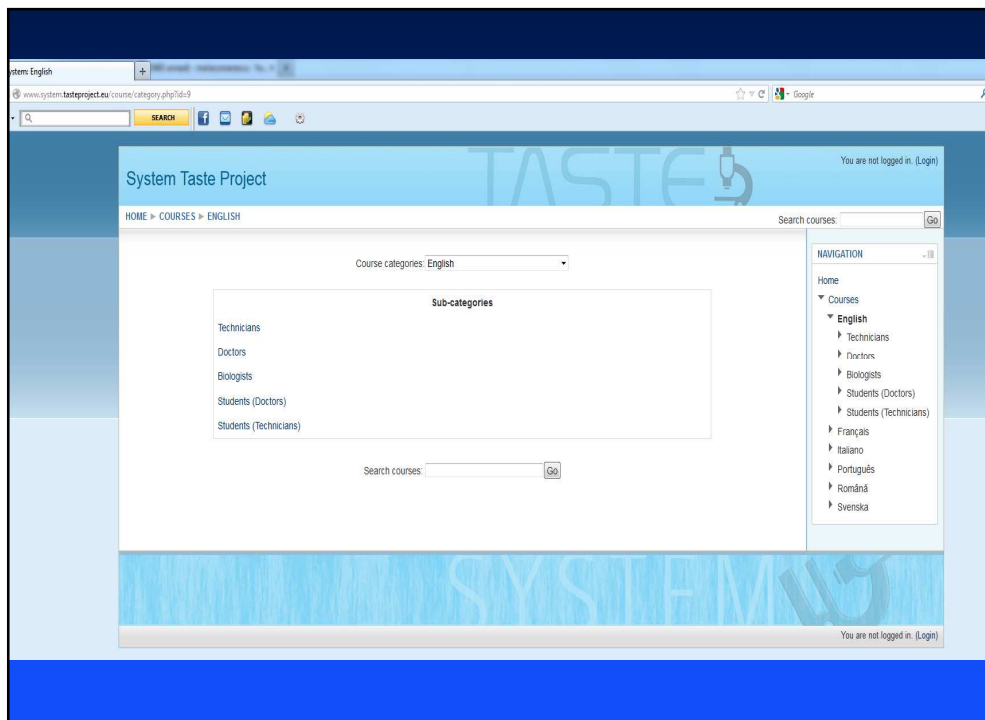 ystem: English
+
www.system.tasteproject.eu/course/category.php?id=9
Google
SEARCH
TASTE
You are not logged in. (Login)
System Taste Project
HOME ► COURSES ► ENGLISH
Search courses:
Go
Course categories: English
Sub-categories
Technicians
Doctors
Biologists
Students (Doctors)
Students (Technicians)
Search courses:
Go
NAVIGATION
Home
Courses
English
Technicians
Doctors
Biologists
Students (Doctors)
Students (Technicians)
Français
Italiano
Português
Română
Svenska
SYSTEM
You are not logged in. (Login)